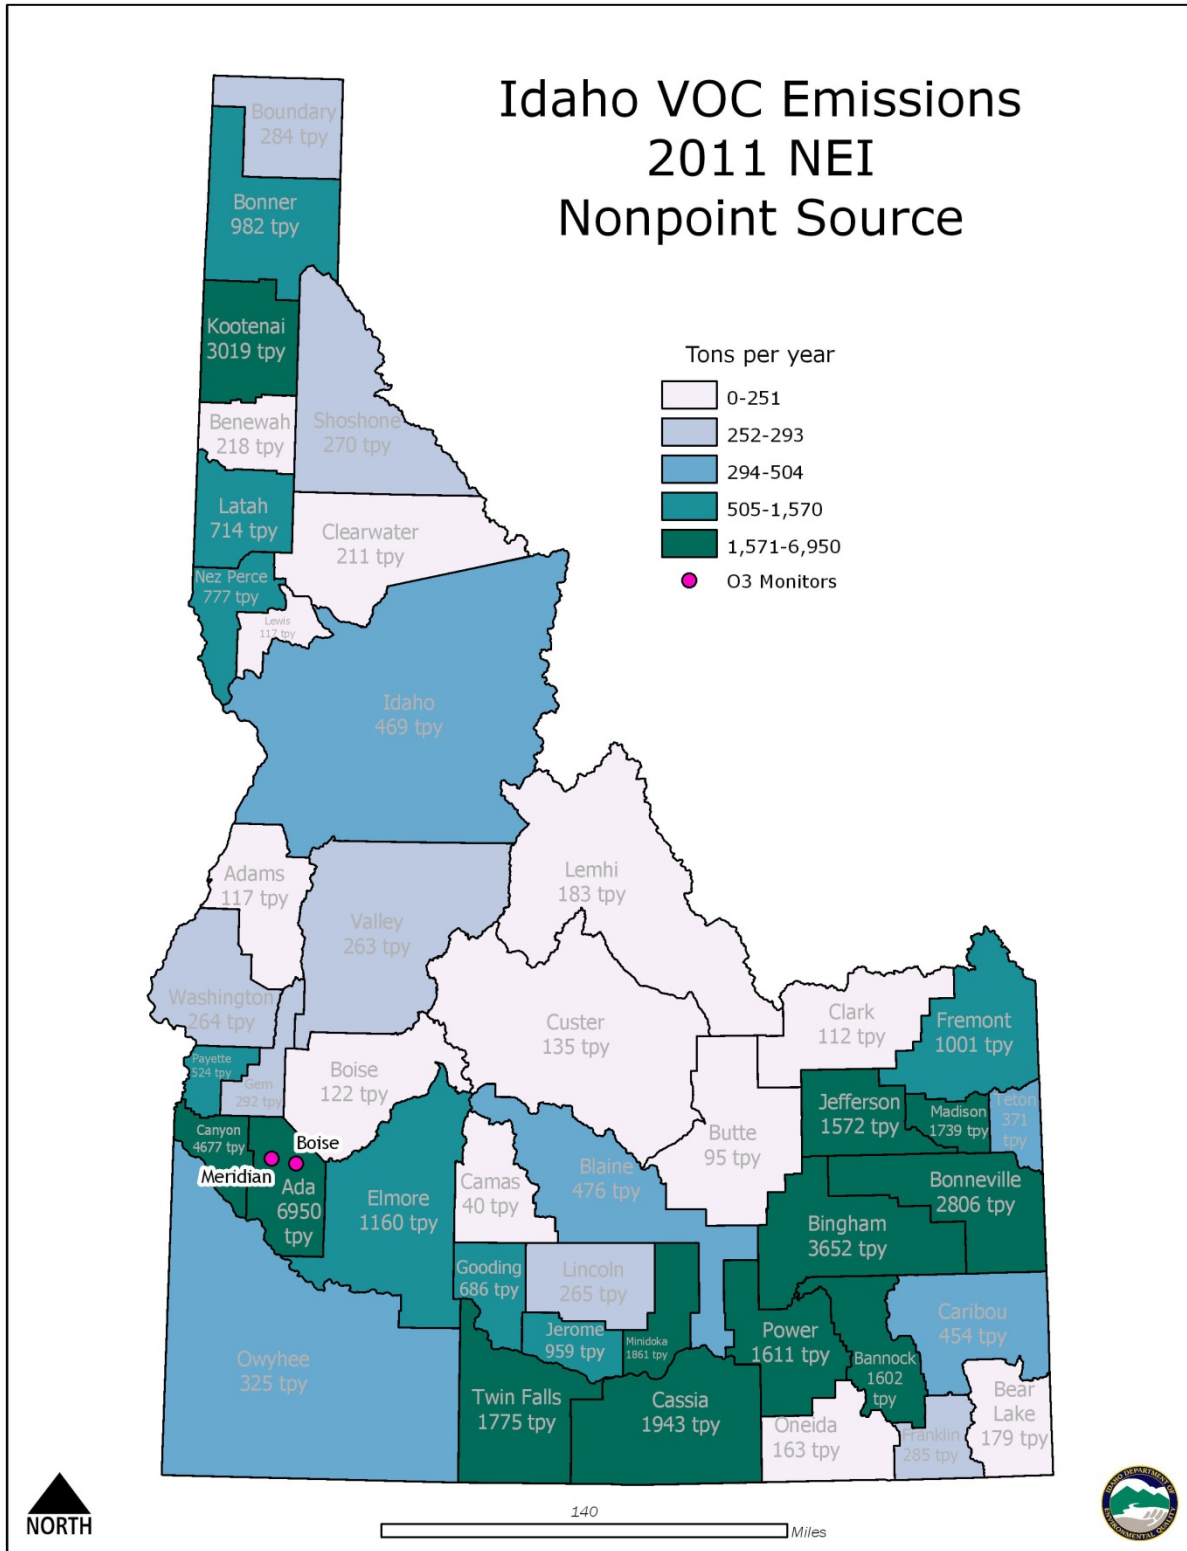 Idaho VOC Emissions
2011 NEI
Nonpoint Source
Tons per year
0-251
252-293
294-504
505-1,570
1,571-6,950
O3 Monitors
Boundary
284 tpy
Bonner
982 tpy
Kootenai
3019 tpy
Benewah
218 tpy
Shoshone
270 tpy
Latah
714 tpy
Clearwater
211 tpy
Nez Perce
777 tpy
Lewis
117 tpy
Idaho
469 tpy
Adams
117 tpy
Valley
263 tpy
Lemhi
183 tpy
Washington
264 tpy
Custer
135 tpy
Clark
112 tpy
Fremont
1001 tpy
Payette
524 tpy
Gem
292 tpy
Boise
122 tpy
Butte
95 tpy
Jefferson
1572 tpy
Madison
1739 tpy
Teton
371
tpy
Canyon
4677 tpy
Boise
Meridian
Ada
6950
tpy
Elmore
1160 tpy
Camas
40 tpy
Blaine
476 tpy
Bonneville
2806 tpy
Bingham
3652 tpy
Gooding
686 tpy
Lincoln
265 tpy
Jerome
959 tpy
Minidoka
1861 tpy
Power
1611 tpy
Bannock
1602
tpy
Caribou
454 tpy
Owyhee
325 tpy
Twin Falls
1775 tpy
Cassia
1943 tpy
Oneida
163 tpy
Franklin
285 tpy
Bear
Lake
179 tpy
NORTH
140
Miles
IDAHO DEPARTMENT OF
ENVIRONMENTAL QUALITY